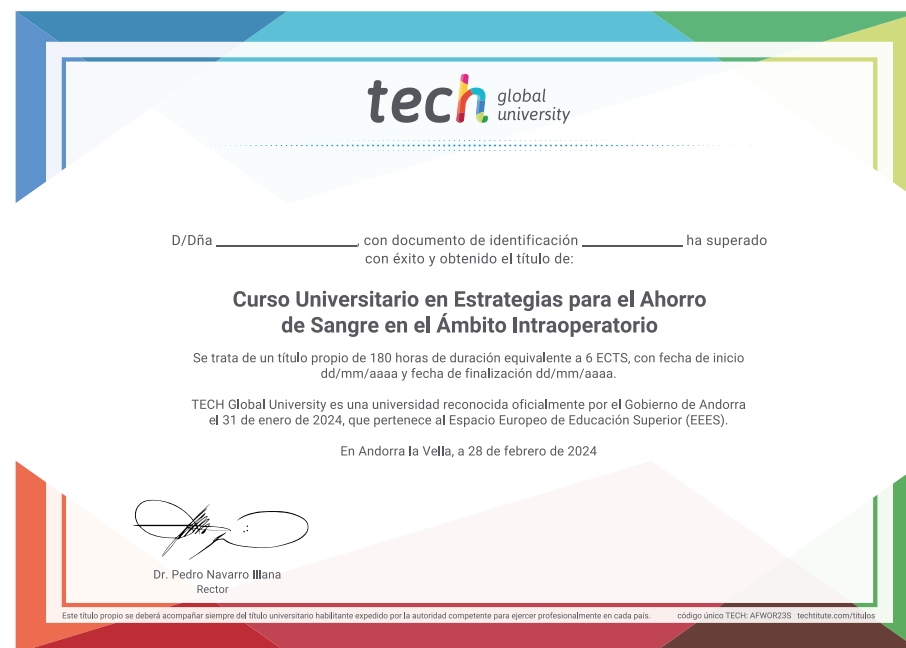 tech global university
D/Dña ____________________, con documento de identificación ______________ ha superado
con éxito y obtenido el título de:
Curso Universitario en Estrategias para el Ahorro
de Sangre en el Ámbito Intraoperatorio
Se trata de un título propio de 180 horas de duración equivalente a 6 ECTS, con fecha de inicio
dd/mm/aaaa y fecha de finalización dd/mm/aaaa.
TECH Global University es una universidad reconocida oficialmente por el Gobierno de Andorra
el 31 de enero de 2024, que pertenece al Espacio Europeo de Educación Superior (EEES).
En Andorra la Vella, a 28 de febrero de 2024
Dr. Pedro Navarro Illana
Rector
Este título propio se deberá acompañar siempre del título universitario habilitante expedido por la autoridad competente para ejercer profesionalmente en cada país. código único TECH: AFWOR23S techtitute.com/titulos